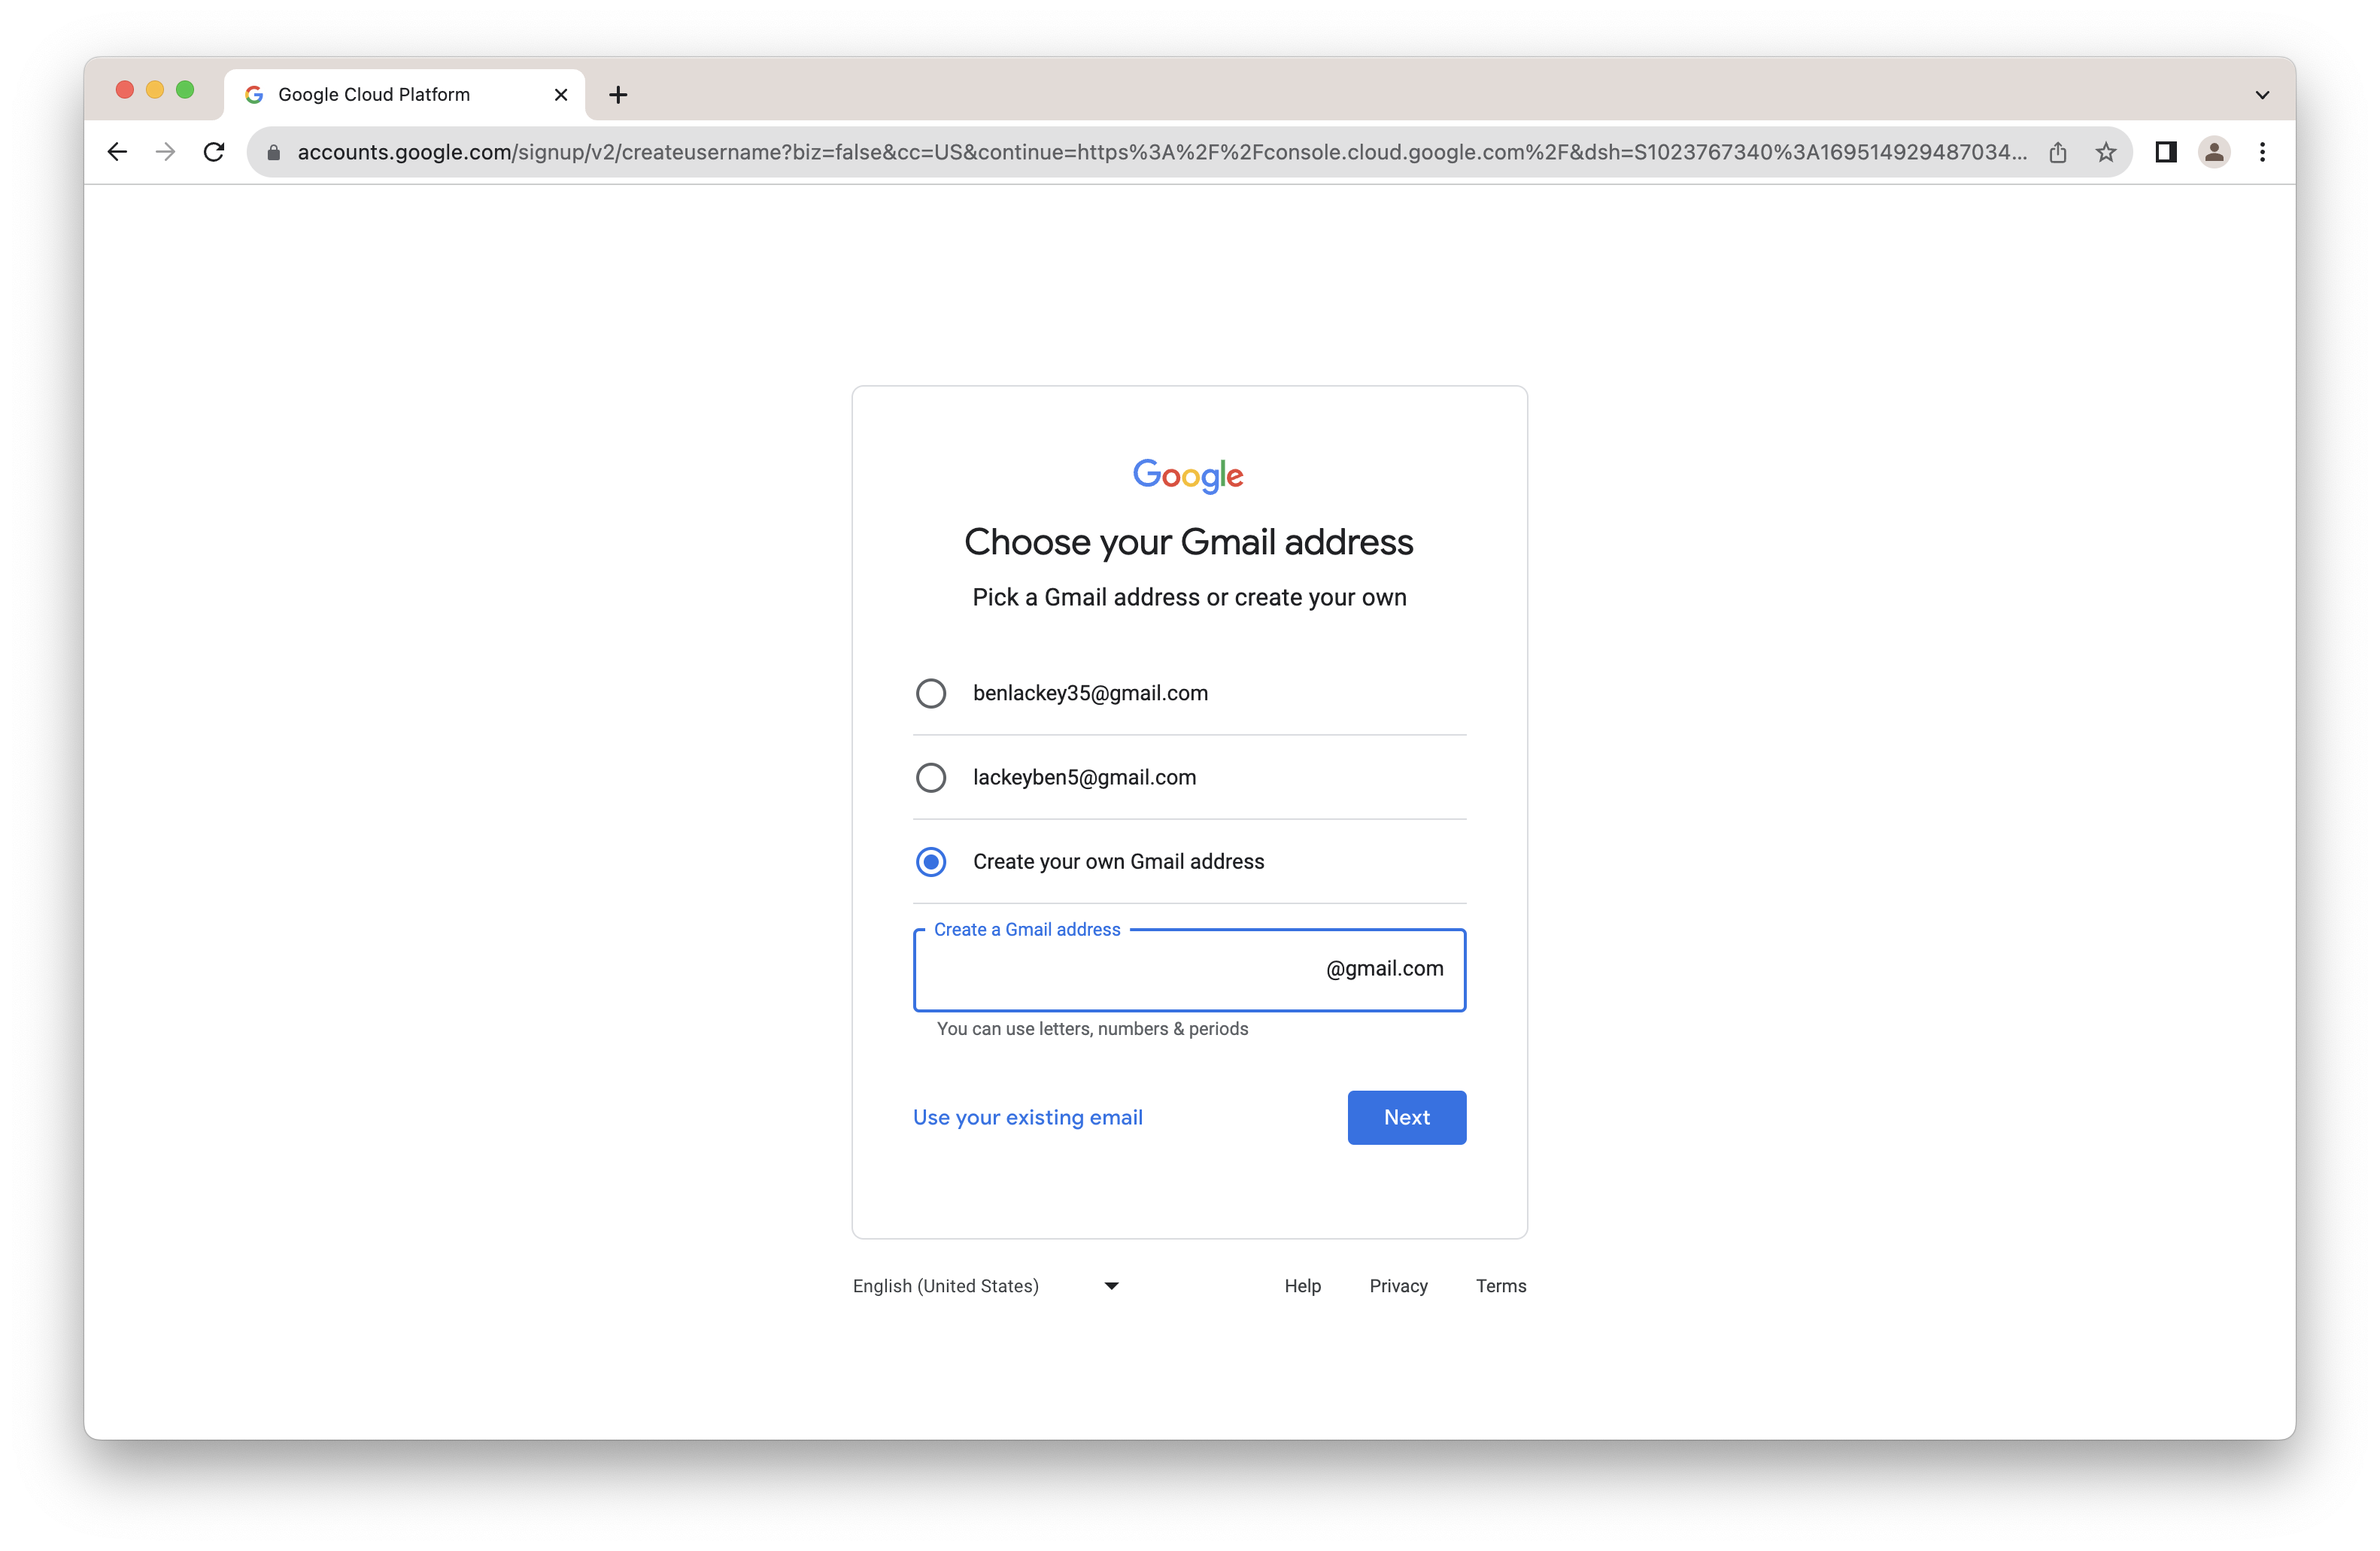 Google Cloud Platform
accounts.google.com/signup/v2/createusername?biz=false&cc=US&continue=https%3A%2F%2Fconsole.cloud.google.com%2F&dsh=S1023767340%3A169514929487034...
Google
Choose your Gmail address
Pick a Gmail address or create your own
benlackey35@gmail.com
lackeyben5@gmail.com
Create your own Gmail address
Create a Gmail address
@gmail.com
You can use letters, numbers & periods
Use your existing email
Next
English (United States)
Help
Privacy
Terms